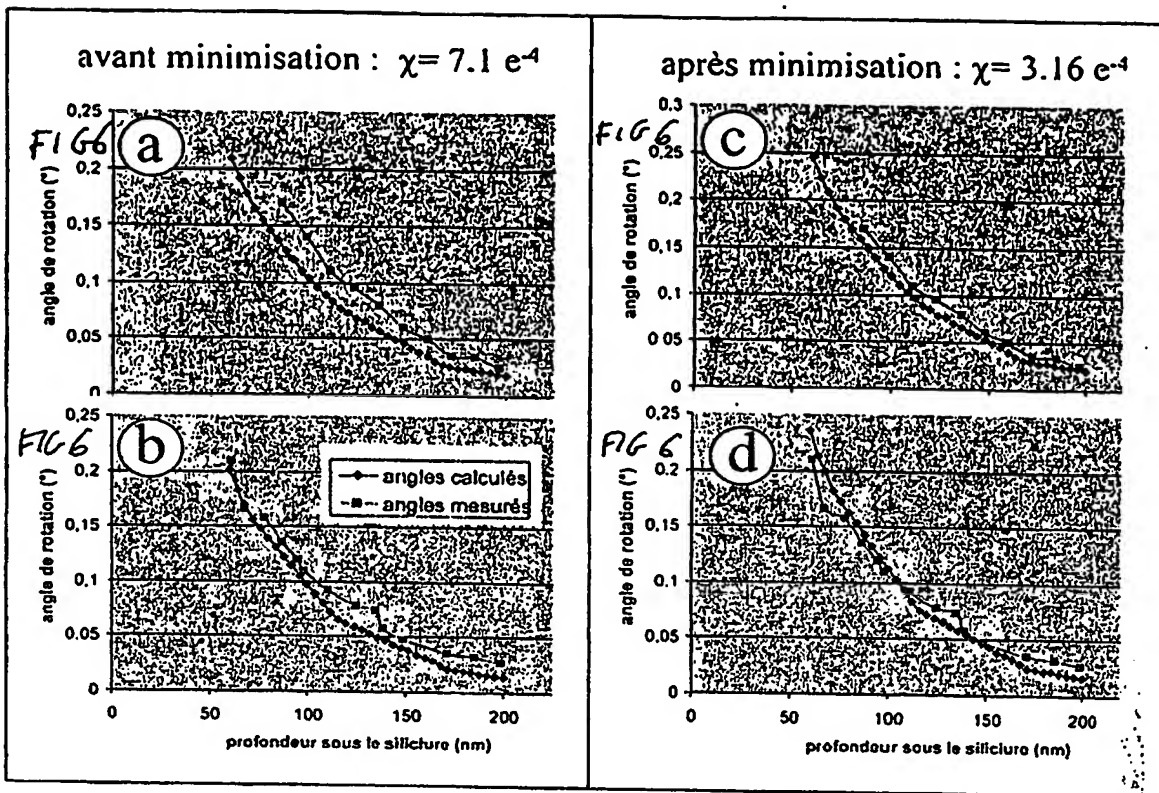 avant minimisation : χ= 7.1 e⁻⁴
0,25
FIG6
a
0,2
0,15
0,1
0,05
0
angle de rotation (°)
0,25
FIG6
b
0,2
0,15
0,1
0,05
0
angle de rotation (°)
angles calculés
angles mesurés
0
50
100
150
200
profondeur sous le siliciure (nm)
après minimisation : χ= 3.16 e⁻⁴
0,3
FIG6
c
0,25
0,2
0,15
0,1
0,05
0
angle de rotation (°)
0,25
FIG6
d
0,2
0,15
0,1
0,05
0
angle de rotation (°)
0
50
100
150
200
profondeur sous le siliciure (nm)